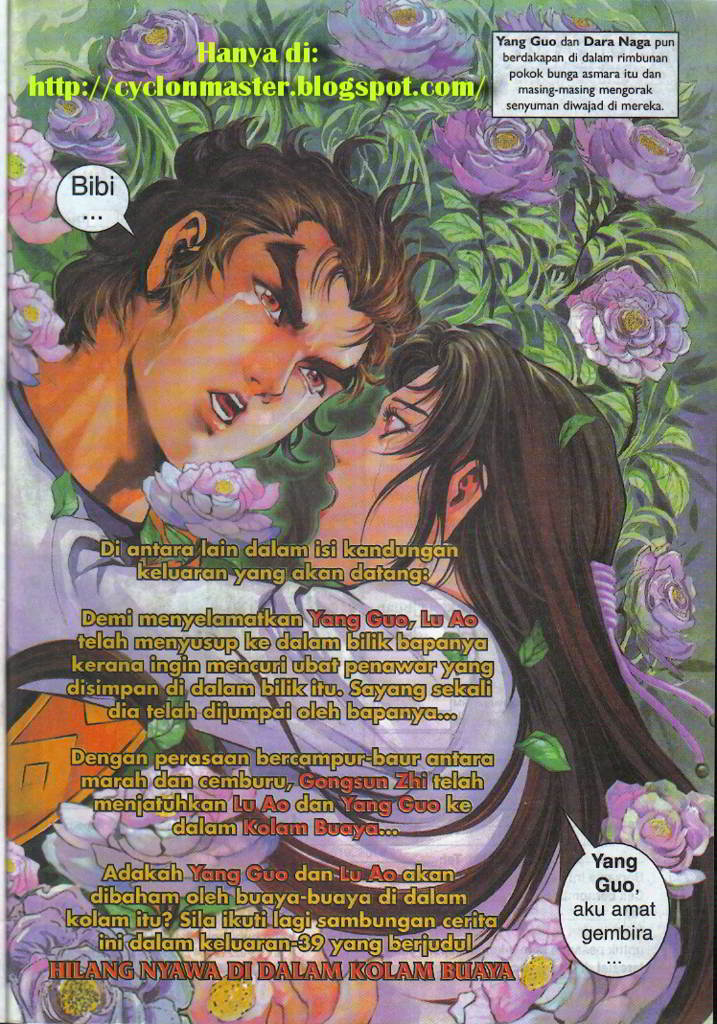 Hanya di:
http://cyclonmaster.blogspot.com/
Yang Guo dan Dara Naga pun
berdakapan di dalam rimbunan
pokok bunga asmara itu dan
masing-masing mengorak
senyuman diwajad di mereka.
Bibi
...
Di antara lain dalam isi kandungan
keluaran yang akan datang:
Demi menyelamatkan Yang Guo, Lu Ao
telah menyusup ke dalam bilik bapanya
kerana ingin mencuri ubat penawar yang
disimpan di dalam bilik itu. Sayang sekali
dia telah dijumpai oleh bapanya...
Dengan perasaan bercampur-baur antara
marah dan cemburu, Gongsun Zhi telah
menjatuhkan Lu Ao dan Yang Guo ke
dalam Kolam Buaya...
Adakah Yang Guo dan Lu Ao akan
dibaham oleh buaya-buaya di dalam
kolam itu? Sila ikuti lagi sambungan cerita
ini dalam keluaran-39 yang berjudul
HILANG NYAWA DI DALAM KOLAM BUAYA
Yang
Guo,
aku amat
gembira
...